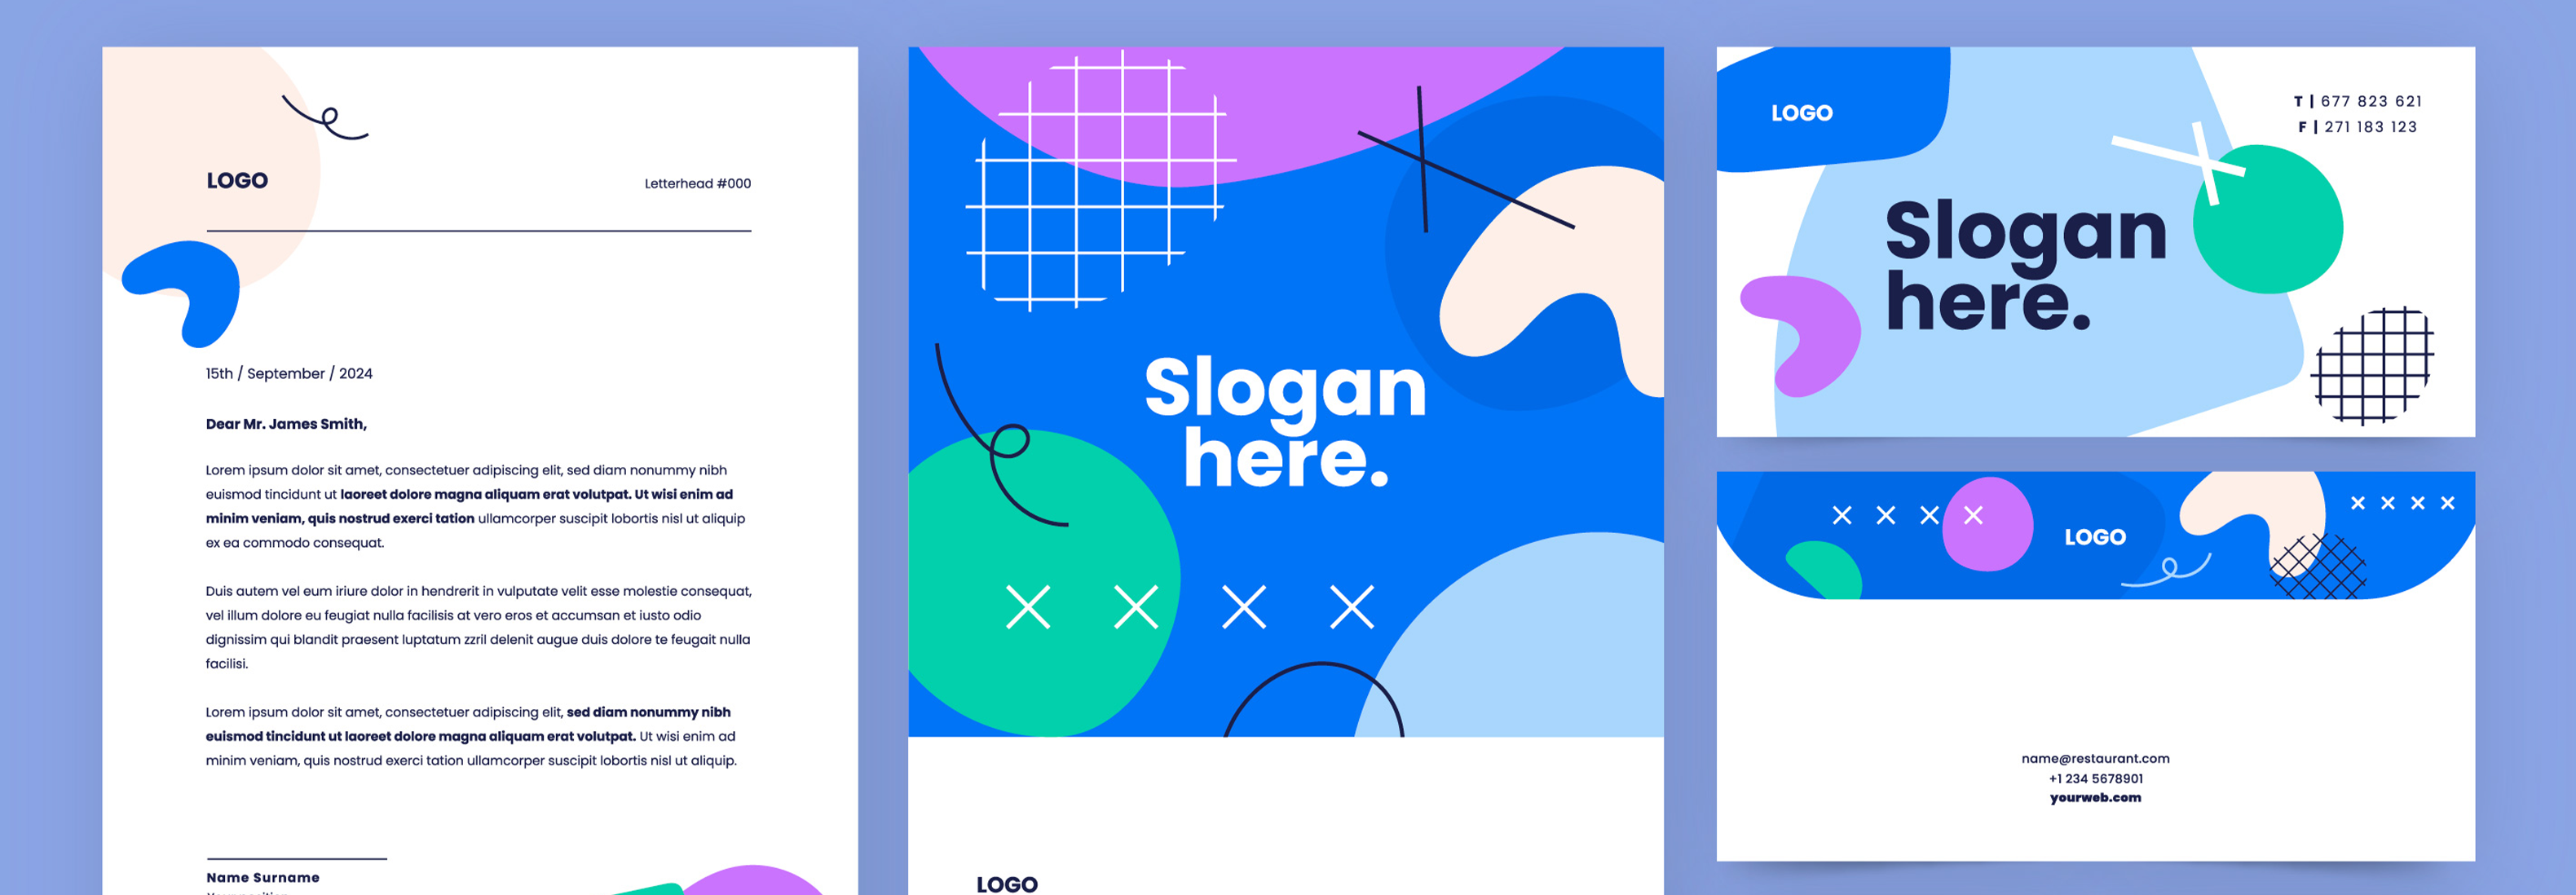 LOGO
Letterhead #000
15th / September / 2024
Dear Mr. James Smith,
Lorem ipsum dolor sit amet, consectetuer adipiscing elit, sed diam nonummy nibh
euismod tincidunt ut laoreet dolore magna aliquam erat volutpat. Ut wisi enim ad
minim veniam, quis nostrud exerci tation ullamcorper suscipit lobortis nisl ut aliquip
ex ea commodo consequat.
Duis autem vel eum iriure dolor in hendrerit in vulputate velit esse molestie consequat,
vel illum dolore eu feugiat nulla facilisis at vero eros et accumsan et iusto odio
dignissim qui blandit praesent luptatum zzril delenit augue duis dolore te feugait nulla
facilisi.
Lorem ipsum dolor sit amet, consectetuer adipiscing elit, sed diam nonummy nibh
euismod tincidunt ut laoreet dolore magna aliquam erat volutpat. Ut wisi enim ad
minim veniam, quis nostrud exerci tation ullamcorper suscipit lobortis nisl ut aliquip.
Name Surname
Slogan
here.
LOGO
LOGO
T | 677 823 621
F | 271 183 123
Slogan
here.
LOGO
name@restaurant.com
+1 234 5678901
yourweb.com